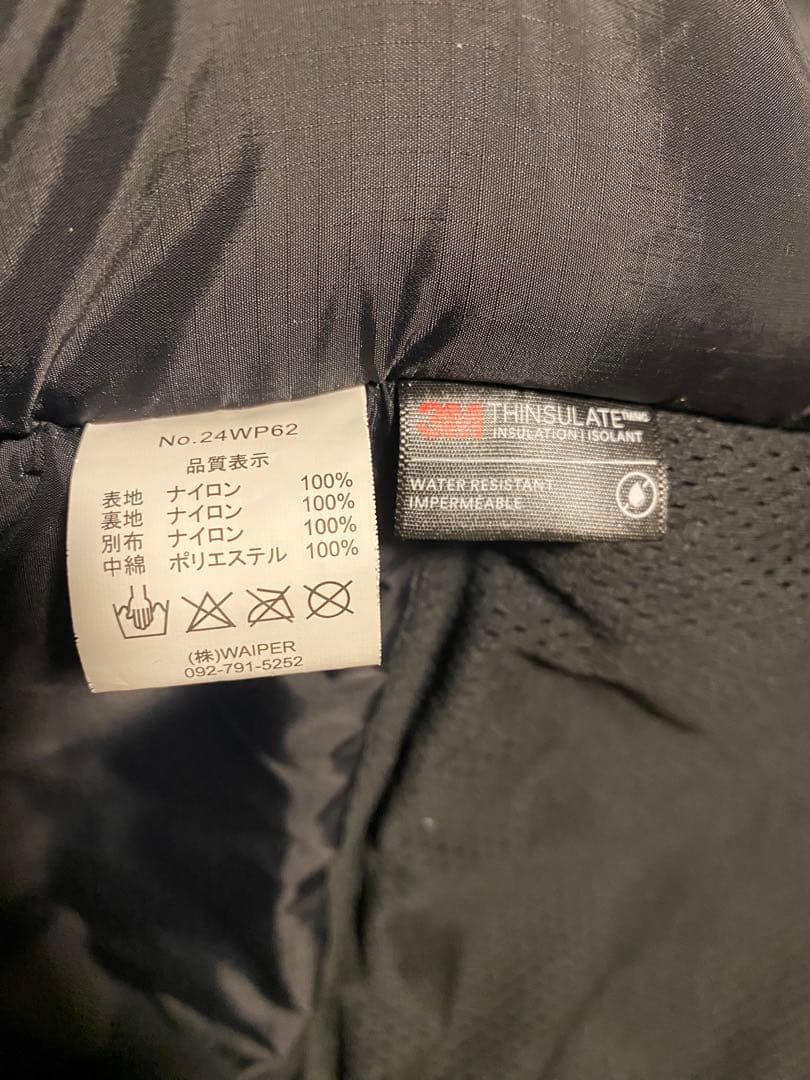 No.24WP62
品質表示
表地 ナイロン 100%
裏地 ナイロン 100%
別布 ナイロン 100%
中綿 ポリエステル 100%
(株)WAIPER
092-791-5252
3M THINSULATE
INSULATION | ISOLANT
WATER RESISTANT
IMPERMEABLE